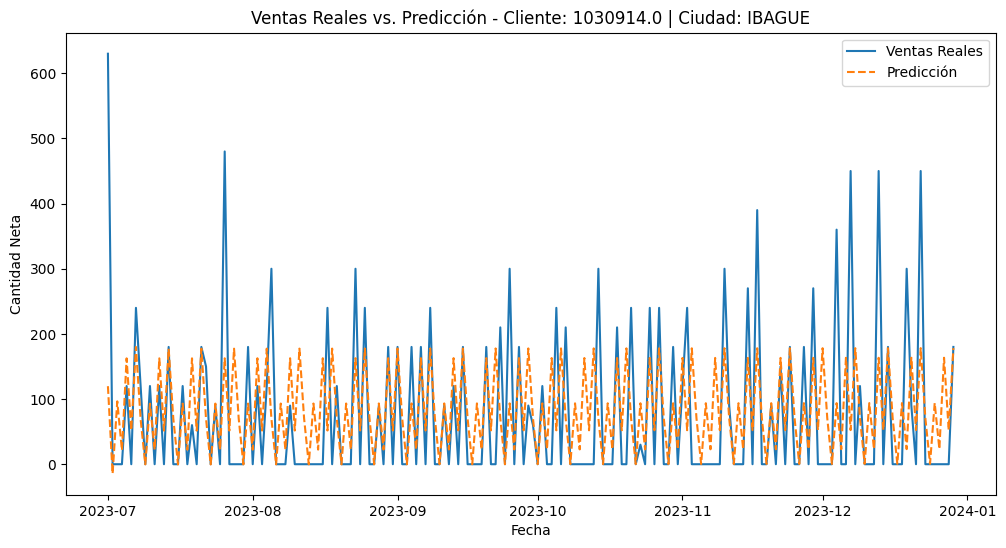 Ventas Reales vs. Predicción - Cliente: 1030914.0 | Ciudad: IBAGUE
Ventas Reales
Predicción
Cantidad Neta
600
500
400
300
200
100
0
2023-07
2023-08
2023-09
2023-10
2023-11
2023-12
2024-01
Fecha